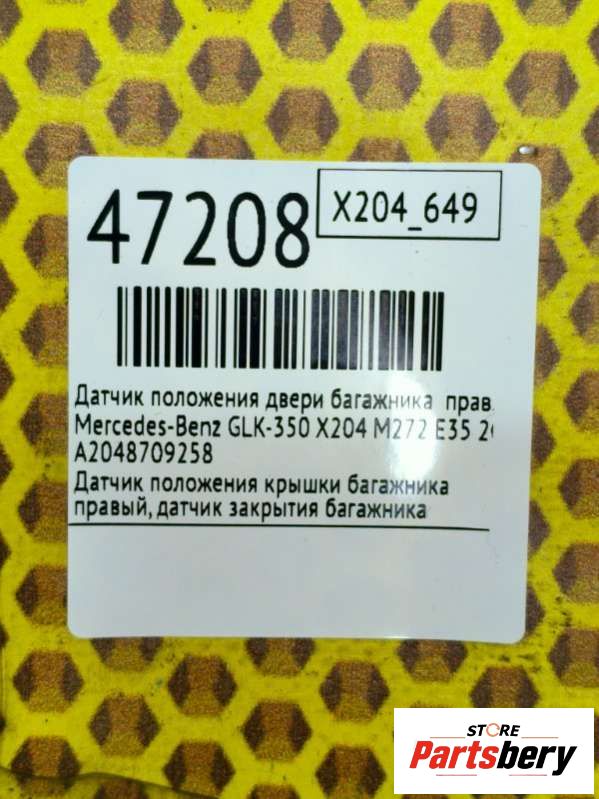 47208
X204_649
Датчик положения двери багажника прав
Mercedes-Benz GLK-350 X204 M272 E35
A2048709258
Датчик положения крышки багажника
правый, датчик закрытия багажника
STORE
Partsbery